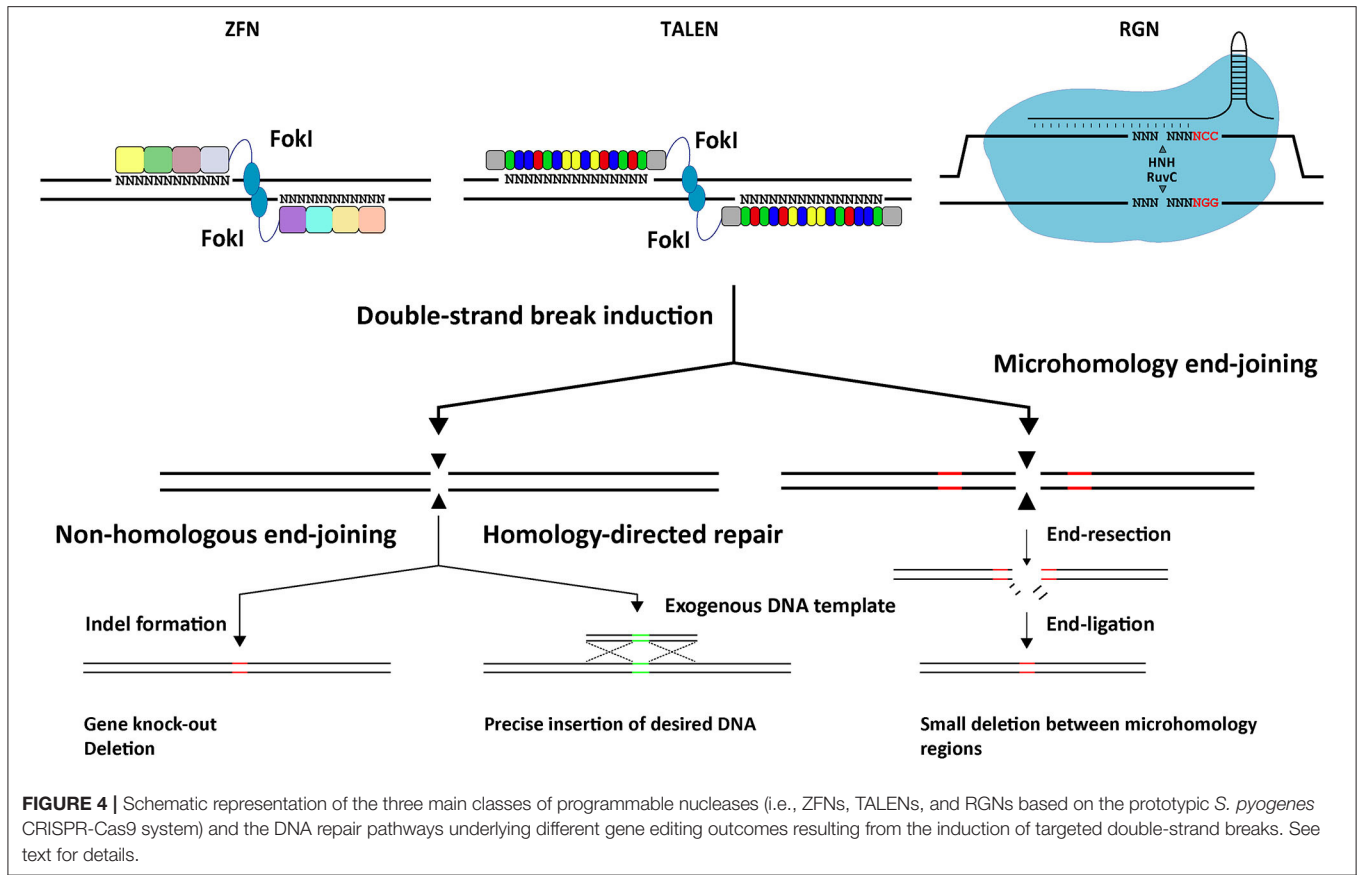 ZFN
TALEN
RGN
FokI
NNNNNNNNNNNN
NNNNNNNNNNNN
FokI
FokI
NNNNNNNNNNNNNNN
NNNNNNNNNNNNNNN
FokI
NNN NNNNCC
HNH
RuvC
NNN NNNNGG
Double-strand break induction
Microhomology end-joining
Non-homologous end-joining
Homology-directed repair
End-resection
Indel formation
Exogenous DNA template
End-ligation
Gene knock-out
Deletion
Precise insertion of desired DNA
Small deletion between microhomology
regions
FIGURE 4 | Schematic representation of the three main classes of programmable nucleases (i.e., ZFNs, TALENs, and RGNs based on the prototypic S. pyogenes
CRISPR-Cas9 system) and the DNA repair pathways underlying different gene editing outcomes resulting from the induction of targeted double-strand breaks. See
text for details.